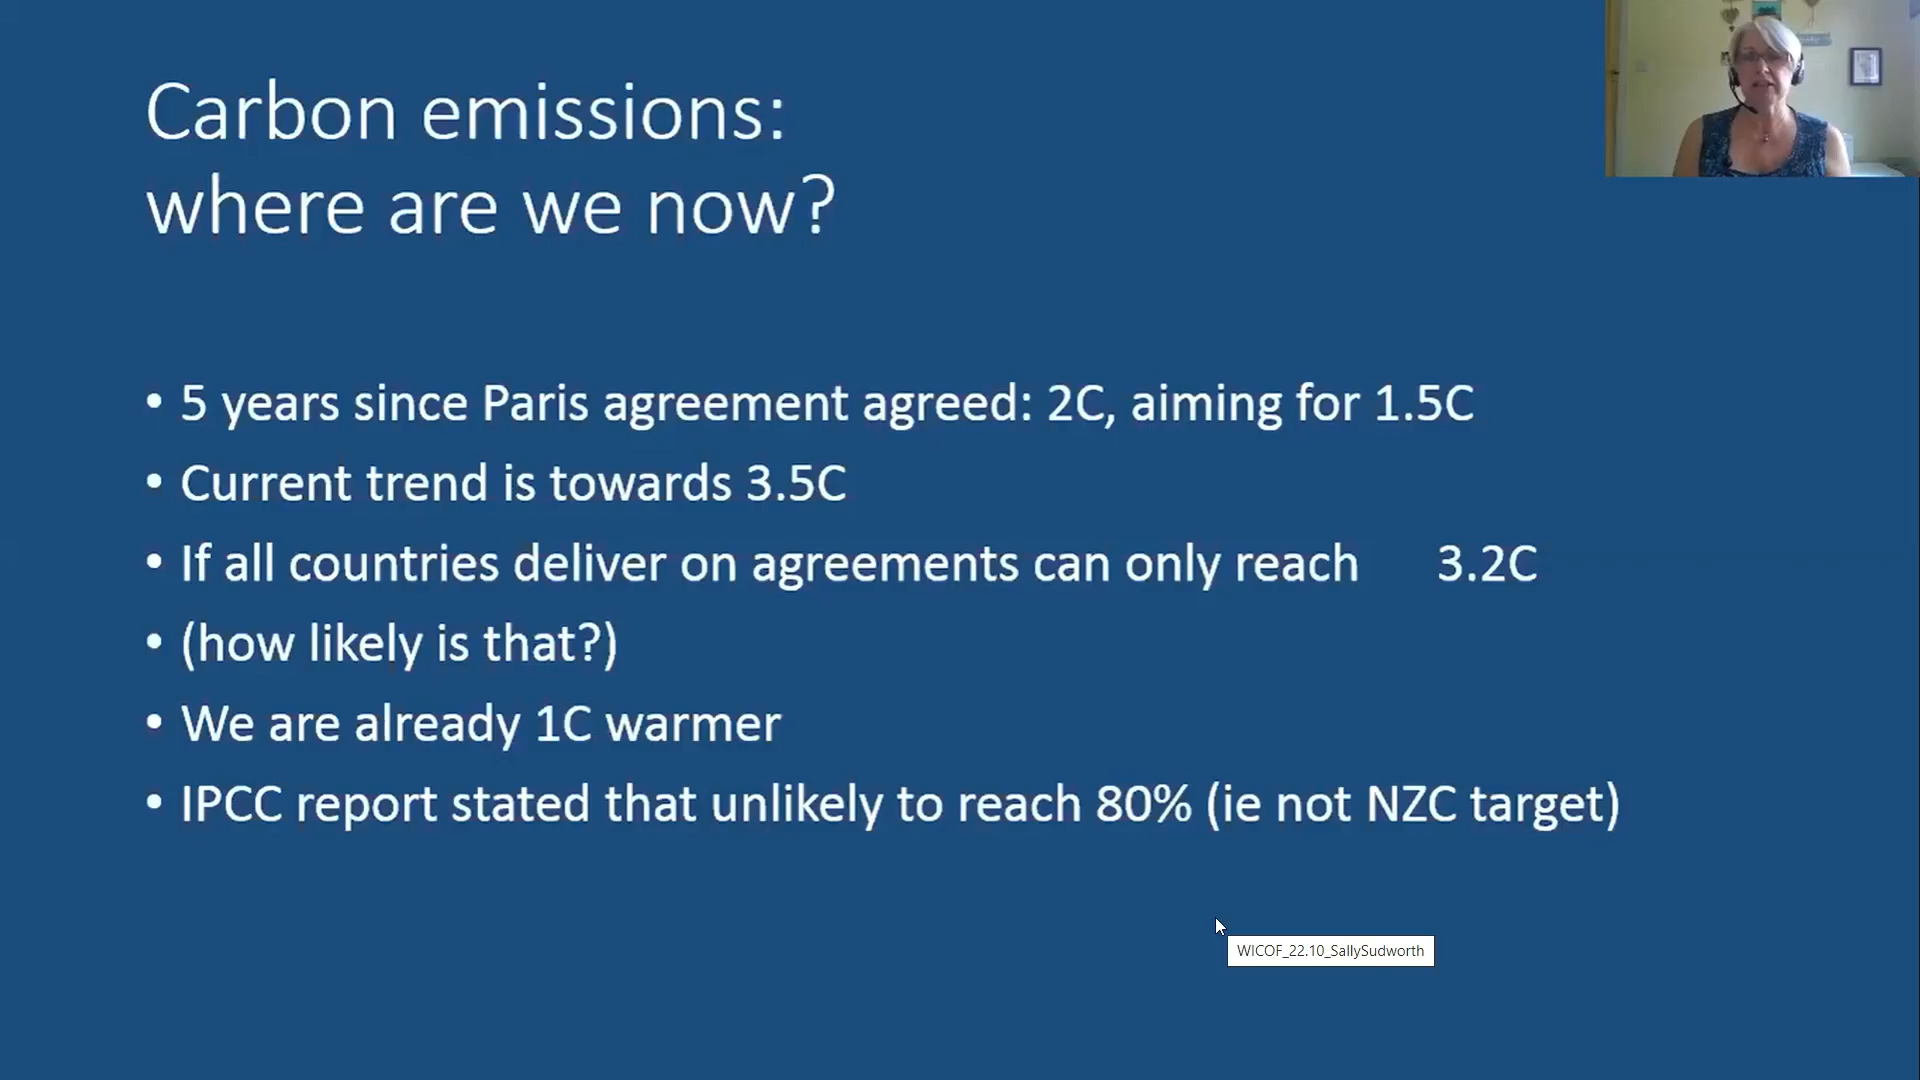 Carbon emissions:
where are we now?
• 5 years since Paris agreement agreed: 2C, aiming for 1.5C
• Current trend is towards 3.5C
• If all countries deliver on agreements can only reach 3.2C
• (how likely is that?)
• We are already 1C warmer
• IPCC report stated that unlikely to reach 80% (ie not NZC target)
WICOF_22.10_SallySudworth